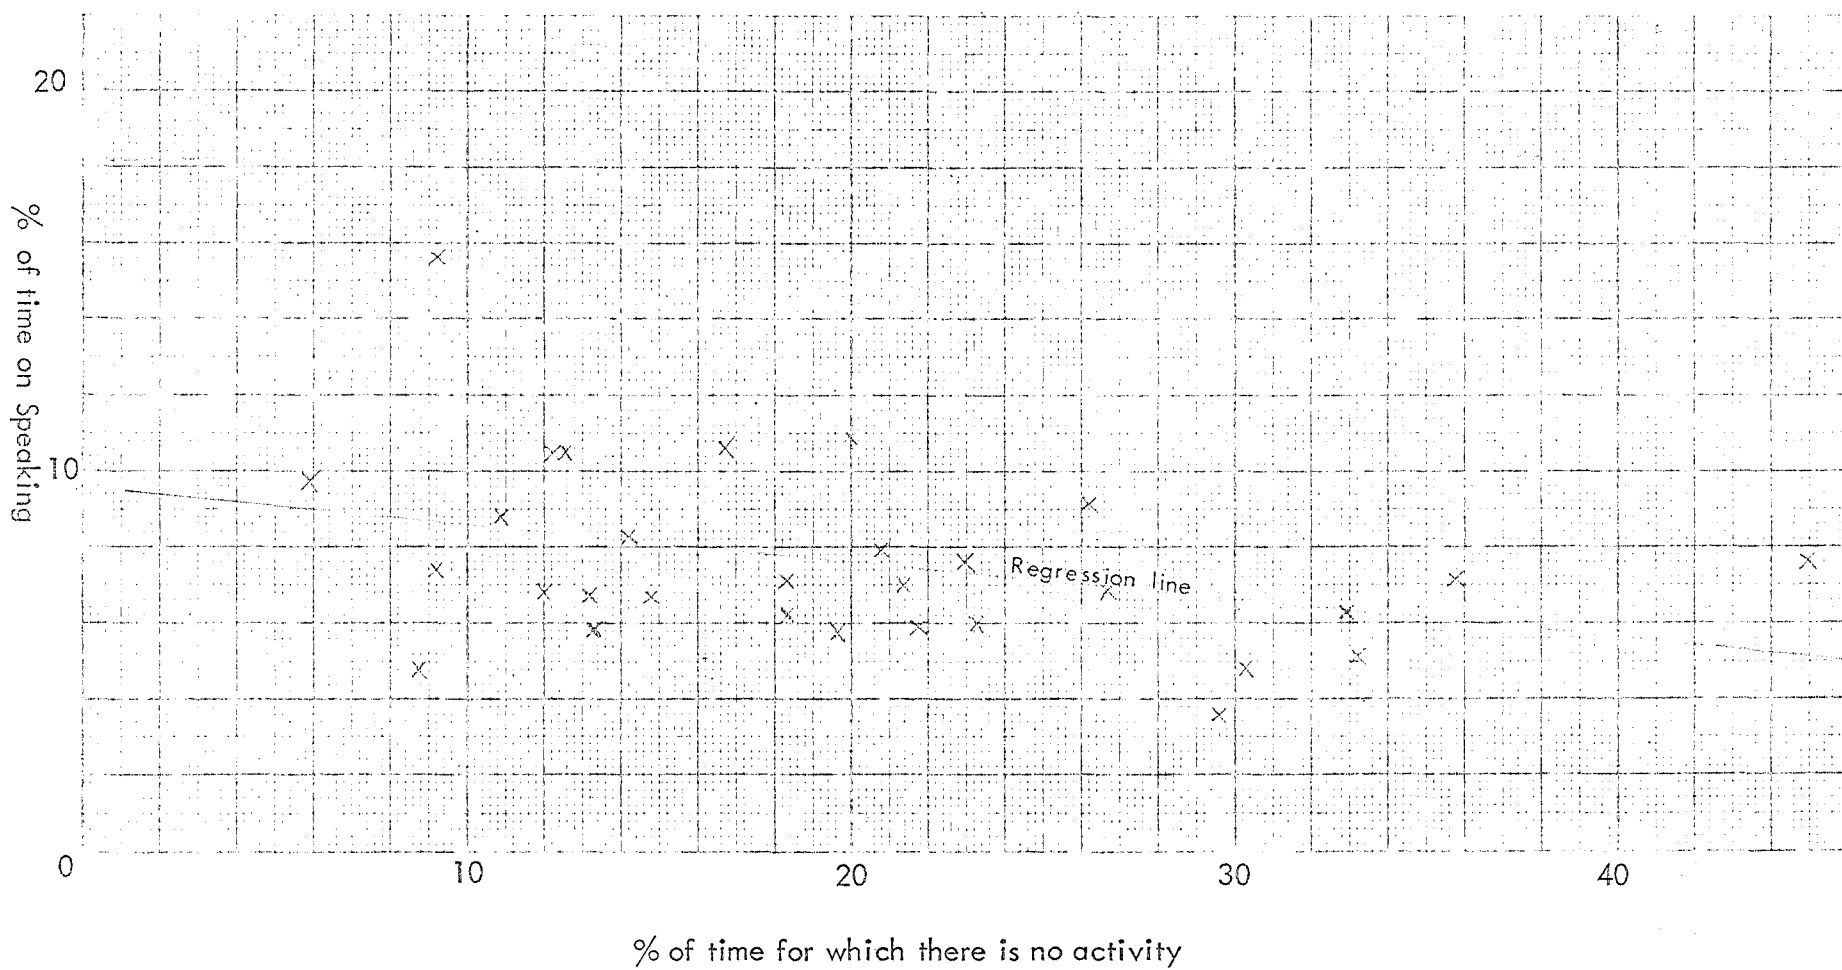 20
% of time on Speaking
10
Regression line
0
10
20
30
40
% of time for which there is no activity